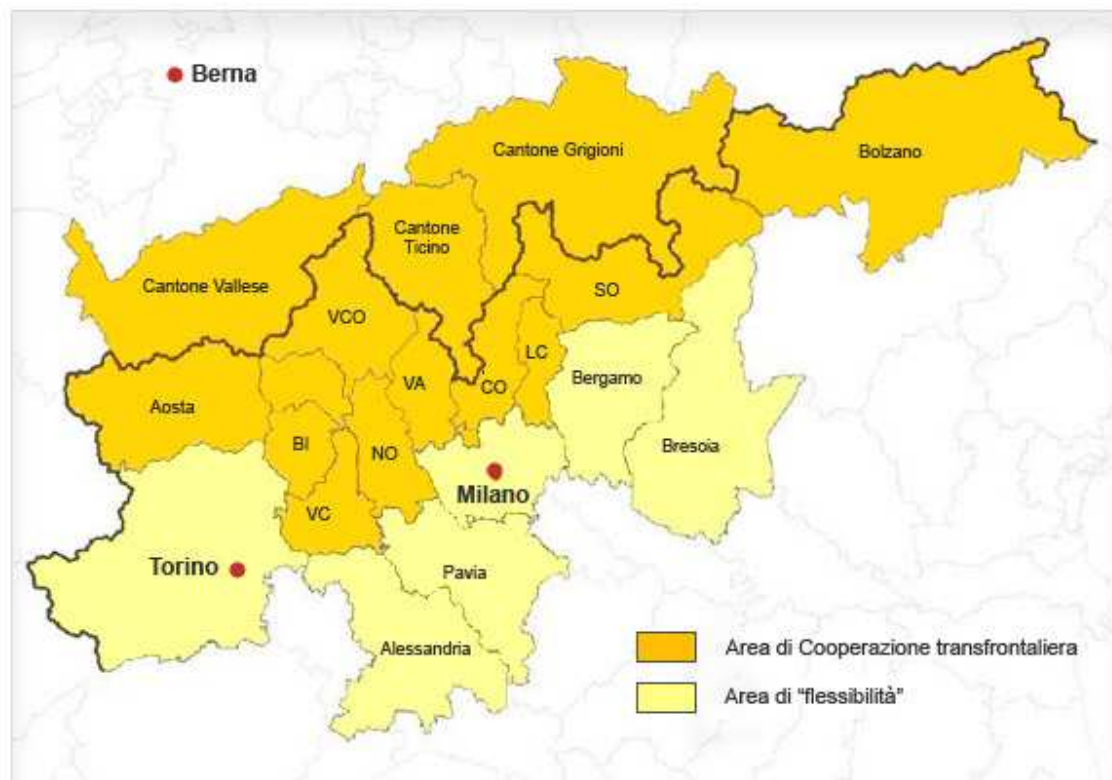 Berna
Cantone Grigioni
Bolzano
Cantone
Ticino
Cantone Vallese
SO
VCO
LC
VA
CO
Bergamo
Aosta
BI
NO
Bresoia
Milano
VC
Torino
Pavia
Alessandria
Area di Cooperazione transfrontaliera
Area di “flessibilità”